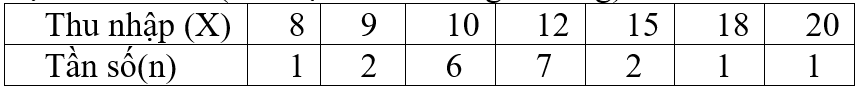 Thu nhập (X) 8 9 10 12 15 18 20
Tần số(n) 1 2 6 7 2 1 1